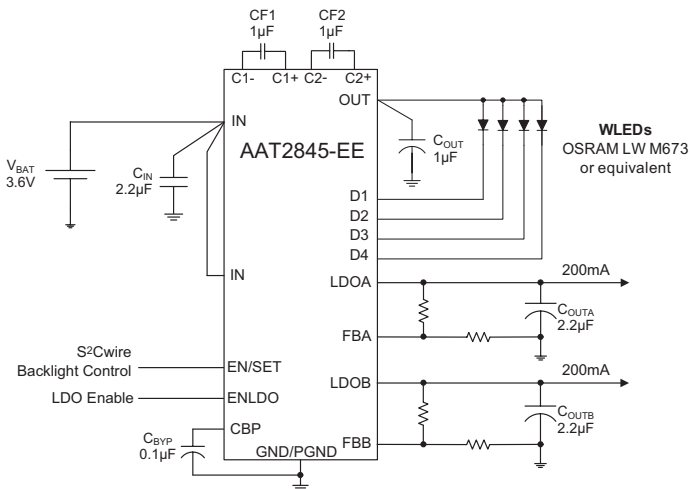 CF1
1µF
CF2
1µF
C1-
C1+
C2-
C2+
OUT
IN
AAT2845-EE
C_OUT
1µF
WLEDs
OSRAM LW M673
or equivalent
V_BAT
3.6V
C_IN
2.2µF
D1
D2
D3
D4
IN
LDOA
200mA
C_OUTA
2.2µF
FBA
S²Cwire
Backlight Control
EN/SET
LDO Enable
ENLDO
LDOB
200mA
C_OUTB
2.2µF
CBP
C_BYP
0.1µF
FBB
GND/PGND